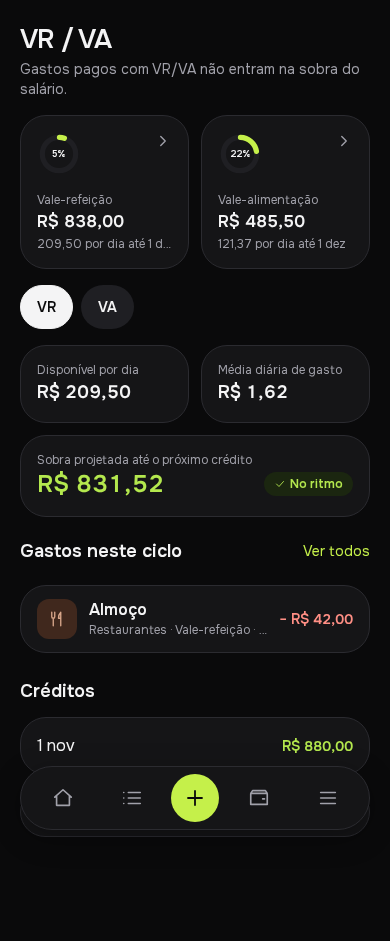 VR / VA
Gastos pagos com VR/VA não entram na sobra do
salário.
5%
Vale-refeição
R$ 838,00
209,50 por dia até 1 d...
22%
Vale-alimentação
R$ 485,50
121,37 por dia até 1 dez
VR
VA
Disponível por dia
R$ 209,50
Média diária de gasto
R$ 1,62
Sobra projetada até o próximo crédito
R$ 831,52
No ritmo
Gastos neste ciclo
Ver todos
Almoço
Restaurantes · Vale-refeição · ...
− R$ 42,00
Créditos
1 nov
R$ 880,00